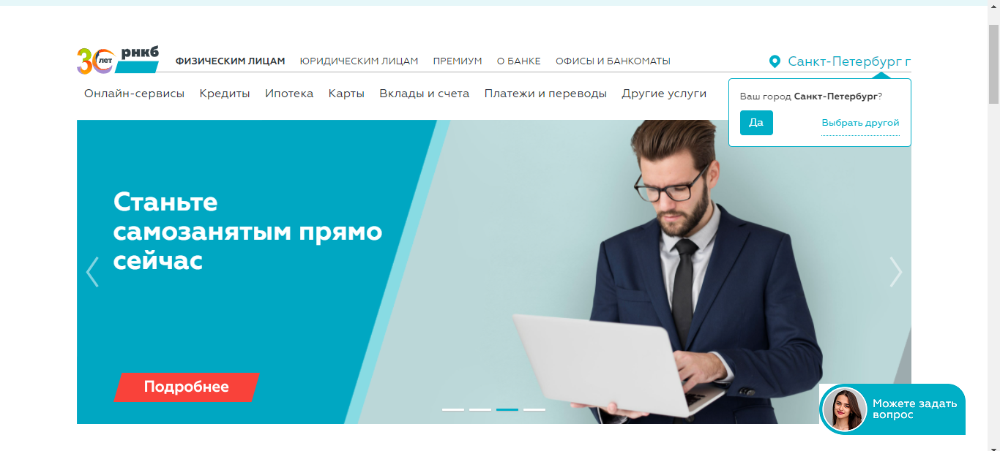 30 лет рнкб
ФИЗИЧЕСКИМ ЛИЦАМ ЮРИДИЧЕСКИМ ЛИЦАМ ПРЕМИУМ О БАНКЕ ОФИСЫ И БАНКОМАТЫ Санкт-Петербург г
Онлайн-сервисы Кредиты Ипотека Карты Вклады и счета Платежи и переводы Другие услуги
Ваш город Санкт-Петербург?
Да Выбрать другой
Станьте
самозанятым прямо
сейчас
Подробнее
Можете задать
вопрос